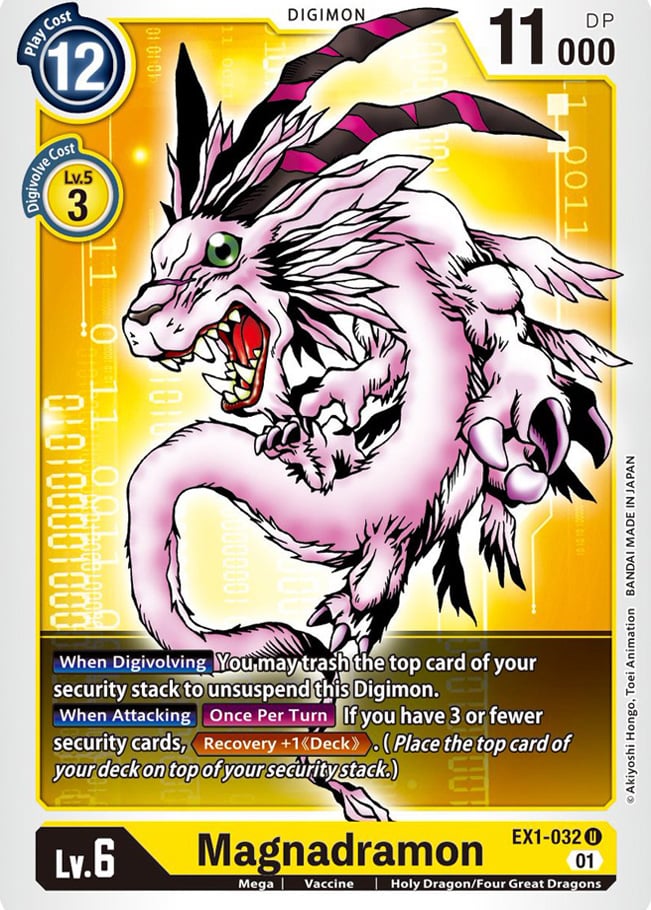 Play Cost
12
DIGIMON
11000
DP
Digivolve Cost
Lv.5
3
When Digivolving You may trash the top card of your
security stack to unsuspend this Digimon.
When Attacking Once Per Turn If you have 3 or fewer
security cards, Recovery +1《Deck》. (Place the top card of
your deck on top of your security stack.)
© Akiyoshi Hongo, Toei Animation BANDAI MADE IN JAPAN
Lv.6
Magnadramon
EX1-032 U
01
Mega | Vaccine | Holy Dragon/Four Great Dragons